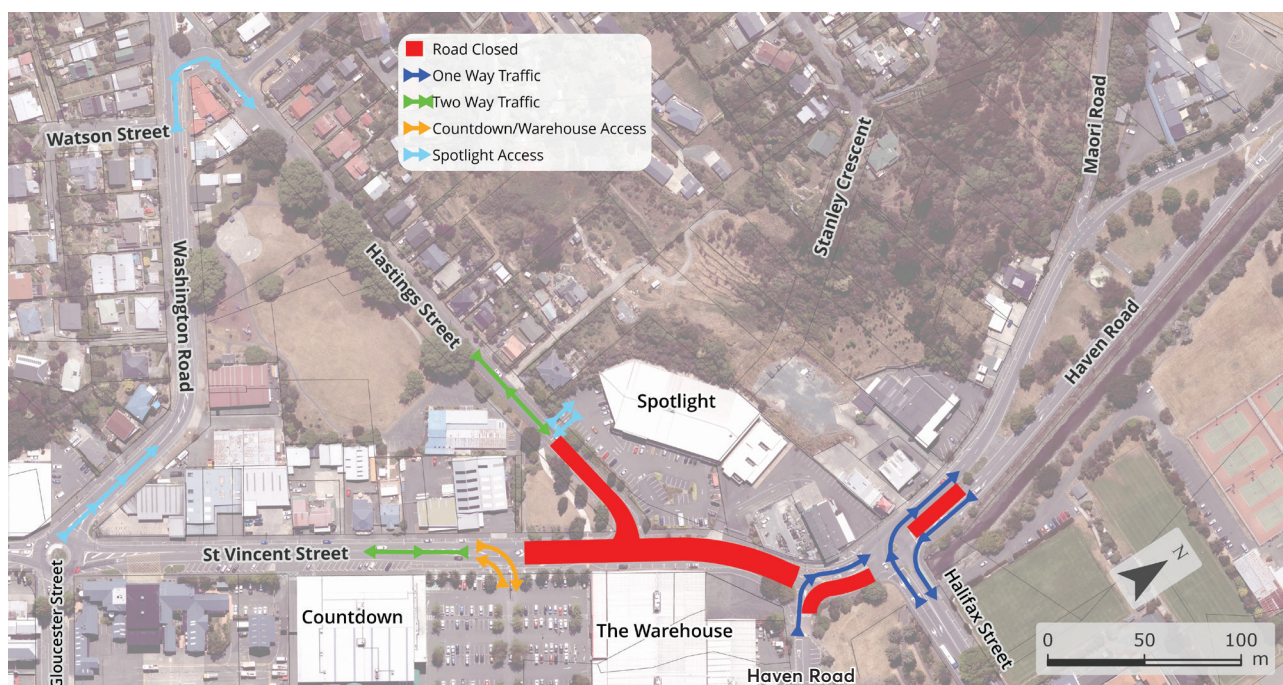 Road Closed
One Way Traffic
Two Way Traffic
Countdown/Warehouse Access
Spotlight Access
Watson Street
Washington Road
Hastings Street
Stanley Crescent
Maori Road
Haven Road
Spotlight
St Vincent Street
Gloucester Street
Countdown
The Warehouse
Haven Road
Halifax Street
N
0 50 100
m